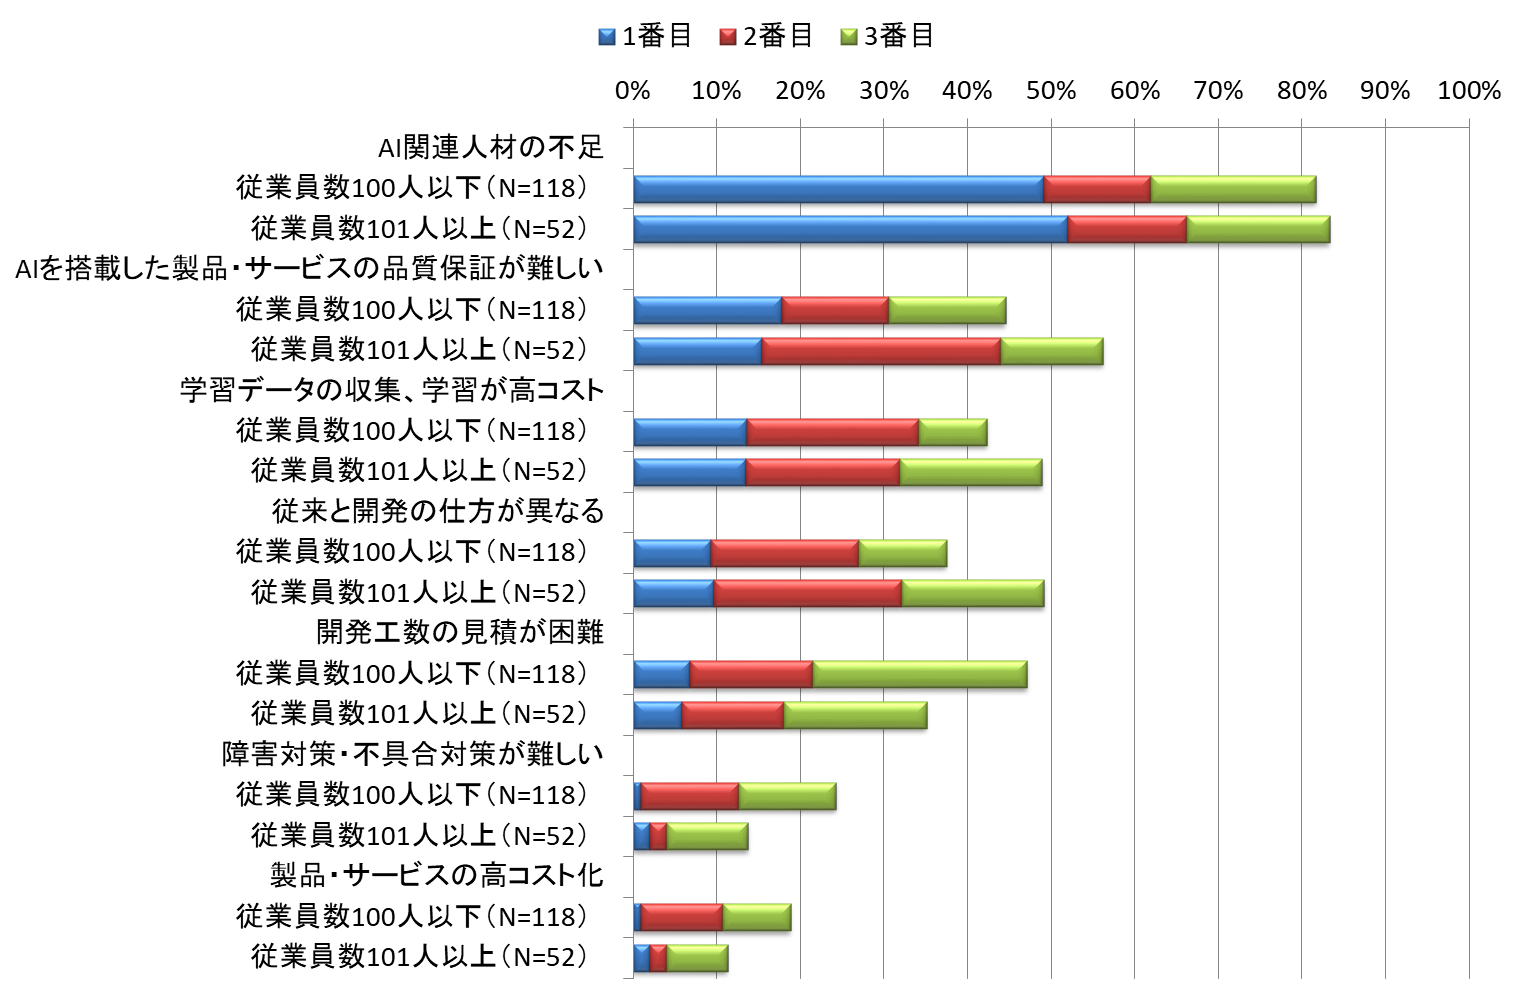 1番目 2番目 3番目
0% 10% 20% 30% 40% 50% 60% 70% 80% 90% 100%
AI関連人材の不足
従業員数100人以下（N=118）
従業員数101人以上（N=52）
AIを搭載した製品・サービスの品質保証が難しい
従業員数100人以下（N=118）
従業員数101人以上（N=52）
学習データの収集、学習が高コスト
従業員数100人以下（N=118）
従業員数101人以上（N=52）
従来と開発の仕方が異なる
従業員数100人以下（N=118）
従業員数101人以上（N=52）
開発工数の見積が困難
従業員数100人以下（N=118）
従業員数101人以上（N=52）
障害対策・不具合対策が難しい
従業員数100人以下（N=118）
従業員数101人以上（N=52）
製品・サービスの高コスト化
従業員数100人以下（N=118）
従業員数101人以上（N=52）